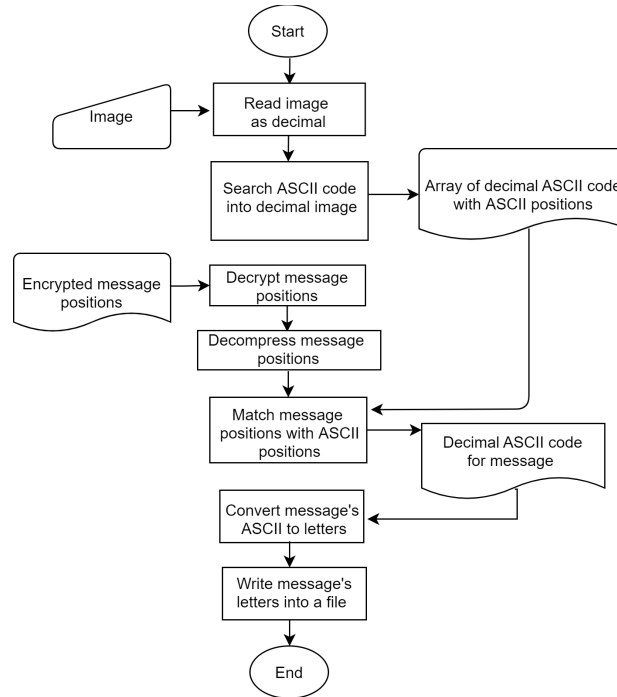 Start
Image
Read image
as decimal
Search ASCII code
into decimal image
Array of decimal ASCII code
with ASCII positions
Encrypted message
positions
Decrypt message
positions
Decompress message
positions
Match message
positions with ASCII
positions
Decimal ASCII code
for message
Convert message's
ASCII to letters
Write message's
letters into a file
End